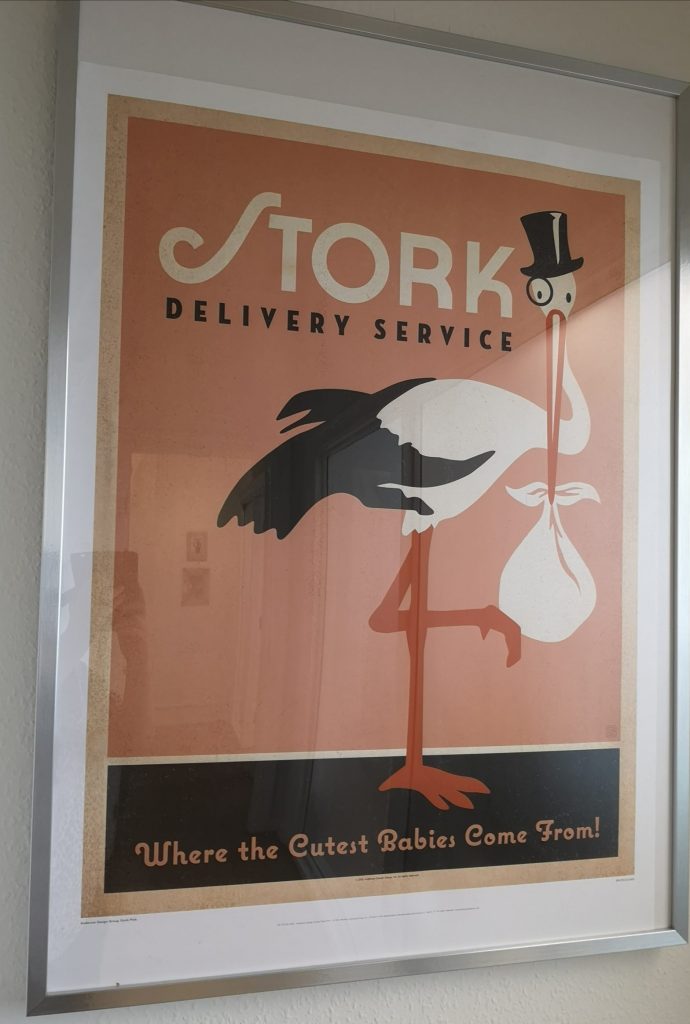 STORK
DELIVERY SERVICE
Where the Cutest Babies Come From!